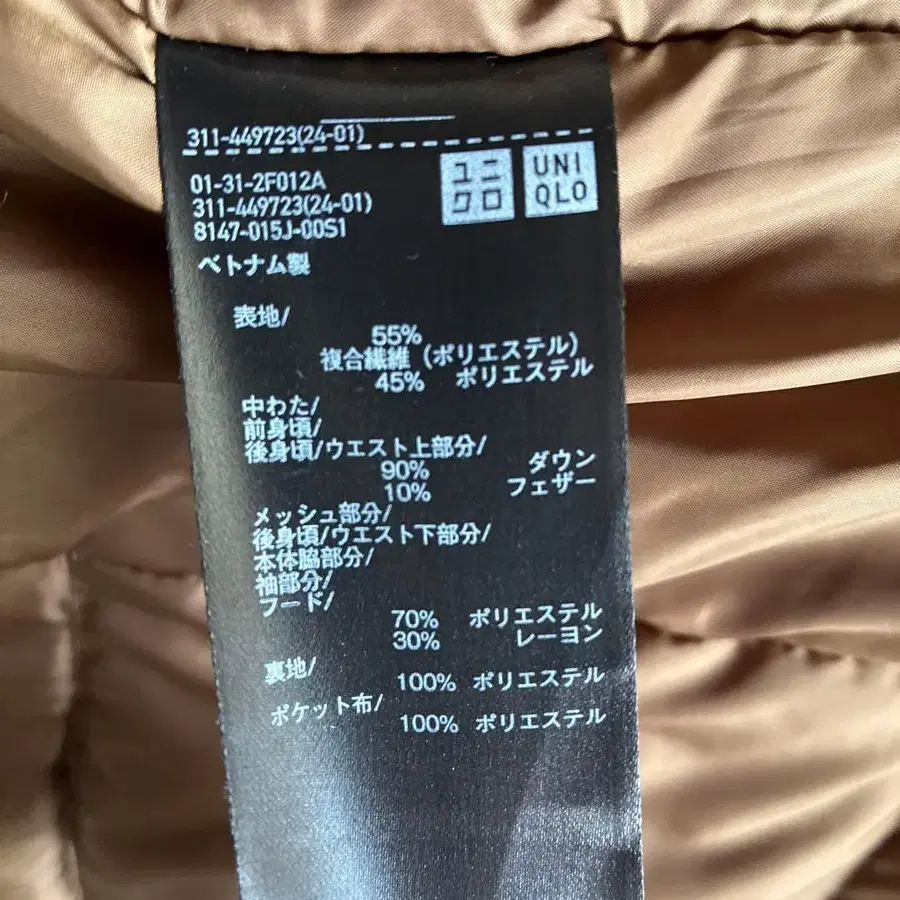 311-449723(24-01)
ユニ
クロ
UNI
QLO
01-31-2F012A
311-449723(24-01)
8147-015J-00S1
ベトナム製
表地/
55%
複合繊維 (ポリエステル)
45% ポリエステル
中わた/
前身頃/
後身頃/ウエスト上部分/
90% ダウン
10% フェザー
メッシュ部分/
後身頃/ウエスト下部分/
本体脇部分/
袖部分/
フード/
70% ポリエステル
30% レーヨン
裏地/
100% ポリエステル
ポケット布/
100% ポリエステル